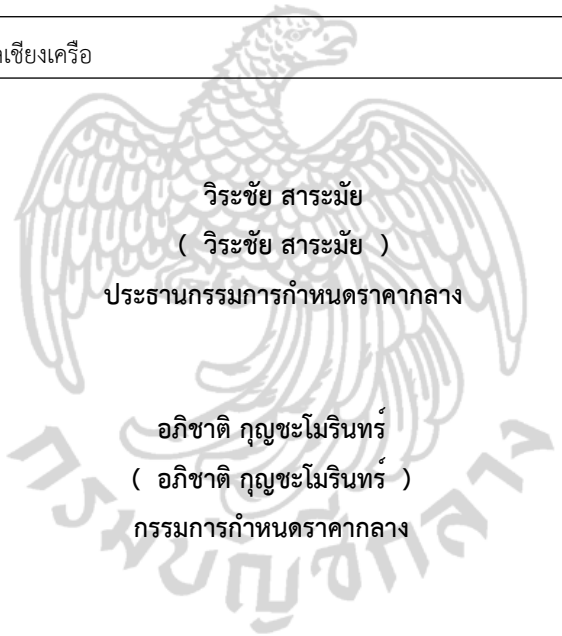 เชียงเครือ
วิระชัย สาระมัย
( วิระชัย สาระมัย )
ประธานกรรมการกำหนดราคากลาง
อภิชาติ กุญชะโมรินทร์
( อภิชาติ กุญชะโมรินทร์ )
กรรมการกำหนดราคากลาง
กรมบัญชีกลาง